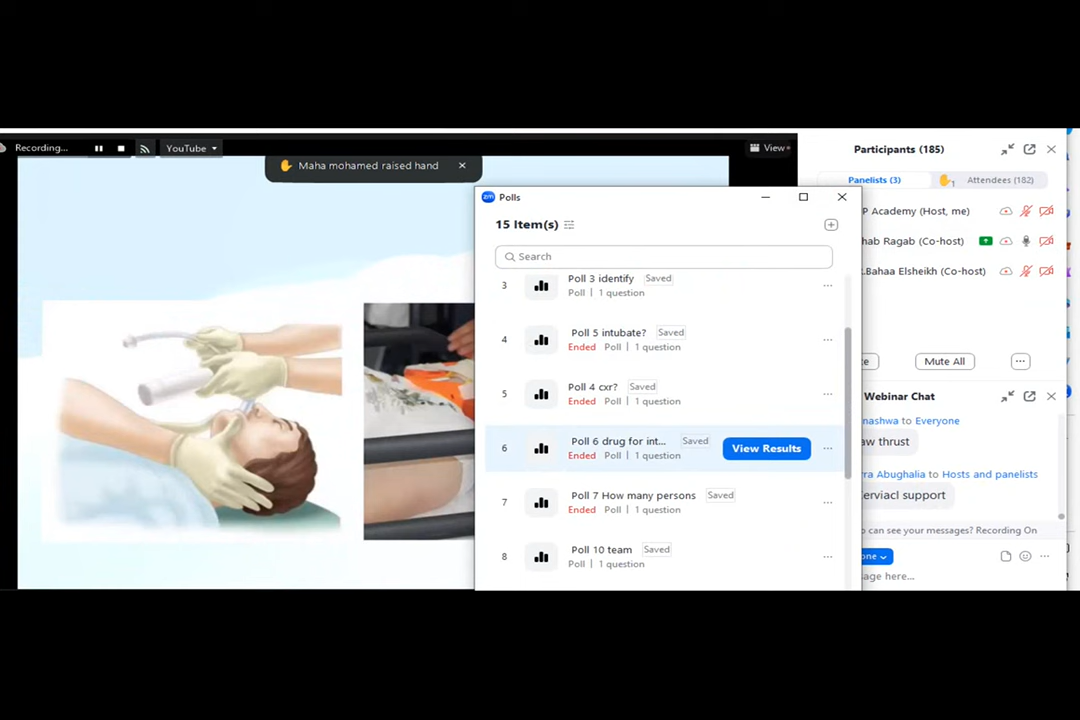 Recording...
YouTube
View
Maha mohamed raised hand
Polls
15 Item(s)
Search
3
Poll 3 identify Saved
Poll | 1 question
4
Poll 5 intubate? Saved
Ended Poll | 1 question
5
Poll 4 cxr? Saved
Ended Poll | 1 question
6
Poll 6 drug for int... Saved
Ended Poll | 1 question
View Results
7
Poll 7 How many persons Saved
Ended Poll | 1 question
8
Poll 10 team Saved
Poll | 1 question
Participants (185)
Panelists (3)
1
Attendees (182)
P Academy (Host, me)
hab Ragab (Co-host)
.Bahaa Elsheikh (Co-host)
Mute All
Webinar Chat
nashwa to Everyone
aw thrust
rra Abughalia to Hosts and panelists
erviacl support
o can see your messages? Recording On
one
sage here...